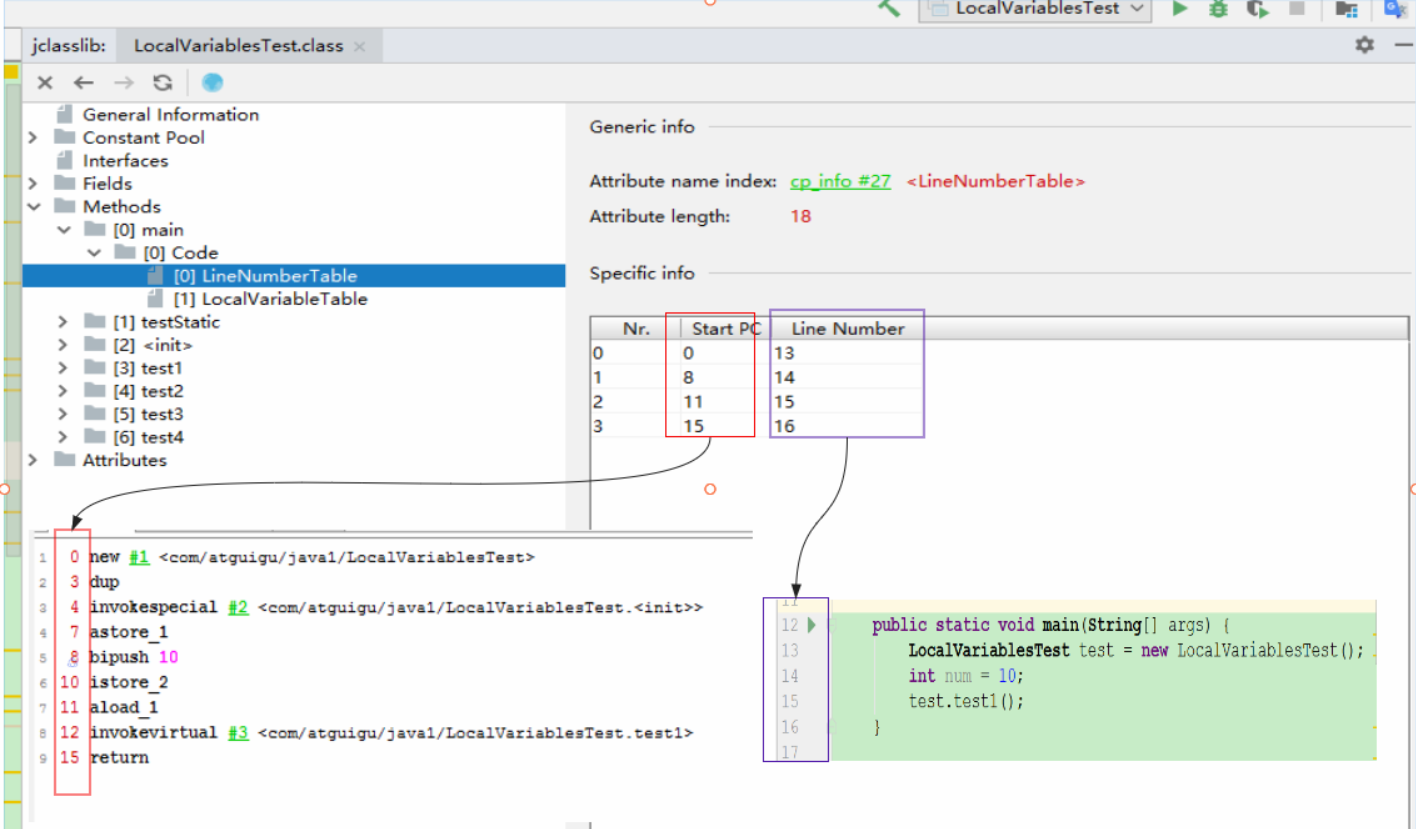 LocalVariablesTest
jclasslib: LocalVariablesTest.class
General Information
Constant Pool
Interfaces
Fields
Methods
[0] main
[0] Code
[0] LineNumberTable
[1] LocalVariableTable
[1] testStatic
[2] <init>
[3] test1
[4] test2
[5] test3
[6] test4
Attributes
Generic info
Attribute name index: cp_info #27 <LineNumberTable>
Attribute length: 18
Specific info
Nr. Start PC Line Number
0 0 13
1 8 14
2 11 15
3 15 16
1 0 new #1 <com/atguigu/java1/LocalVariablesTest>
2 3 dup
3 4 invokespecial #2 <com/atguigu/java1/LocalVariablesTest.<init>>
4 7 astore_1
5 8 bipush 10
6 10 istore_2
7 11 aload_1
8 12 invokevirtual #3 <com/atguigu/java1/LocalVariablesTest.test1>
9 15 return
11
12 public static void main(String[] args) {
13 LocalVariablesTest test = new LocalVariablesTest();
14 int num = 10;
15 test.test1();
16 }
17